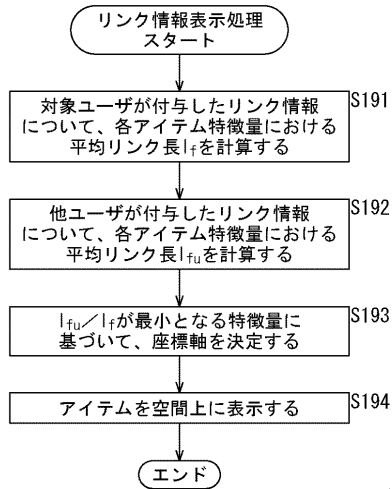 リンク情報表示処理
スタート
対象ユーザが付与したリンク情報
について、各アイテム特徴量における
平均リンク長lfを計算する
S191
他ユーザが付与したリンク情報
について、各アイテム特徴量における
平均リンク長lfuを計算する
S192
lfu／lfが最小となる特徴量に
基づいて、座標軸を決定する
S193
アイテムを空間上に表示する
S194
エンド